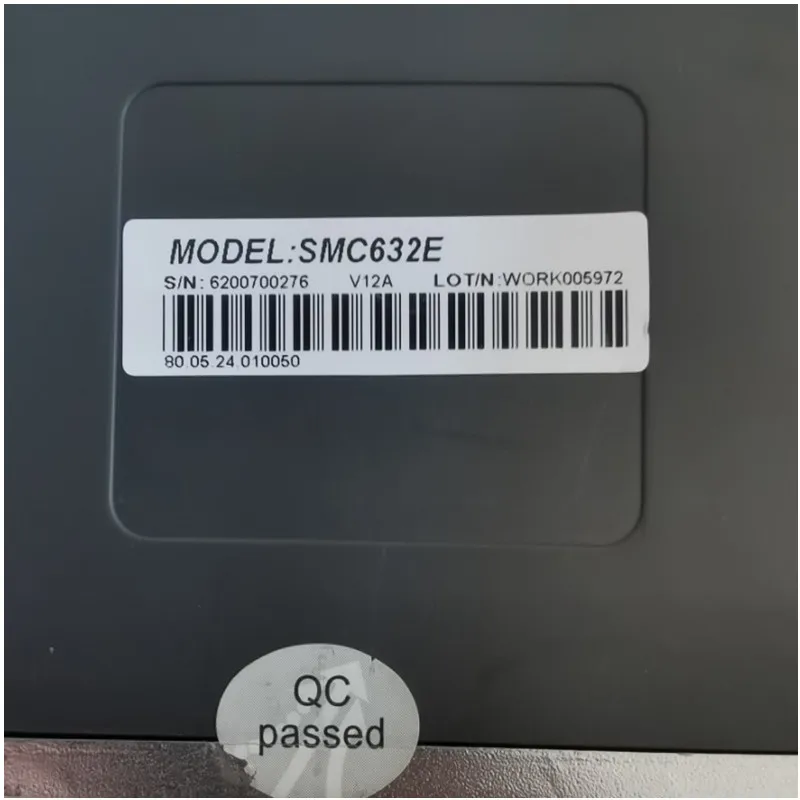 MODEL:SMC632E
S/N: 6200700276 V12A LOT/N:WORK005972
80.05.24.010050
QC
passed